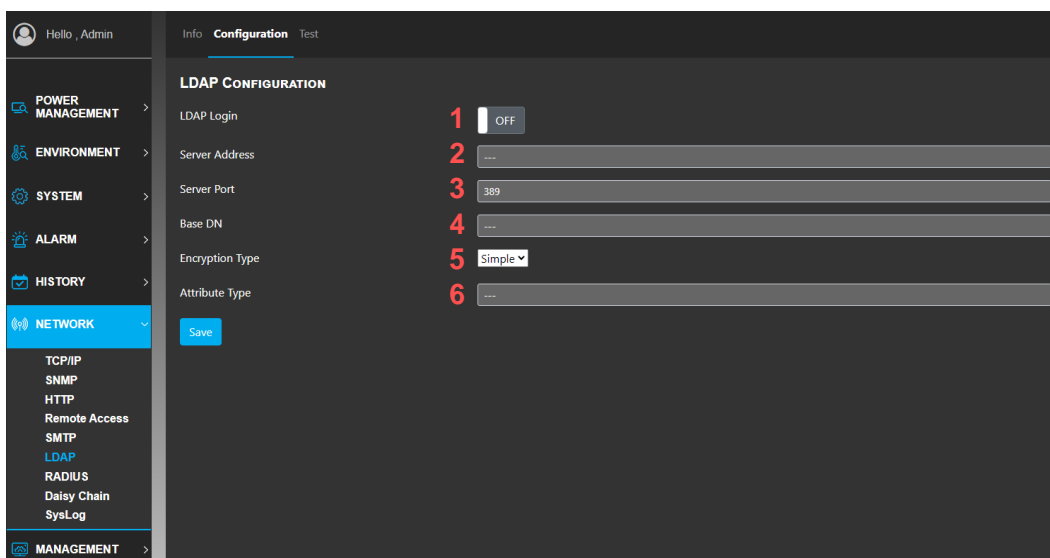 Hello , Admin
Info Configuration Test
LDAP CONFIGURATION
LDAP Login 1 OFF
Server Address 2 ---
Server Port 3 389
Base DN 4 ---
Encryption Type 5 Simple
Attribute Type 6 ---
Save
POWER
MANAGEMENT
ENVIRONMENT
SYSTEM
ALARM
HISTORY
NETWORK
TCP/IP
SNMP
HTTP
Remote Access
SMTP
LDAP
RADIUS
Daisy Chain
SysLog
MANAGEMENT